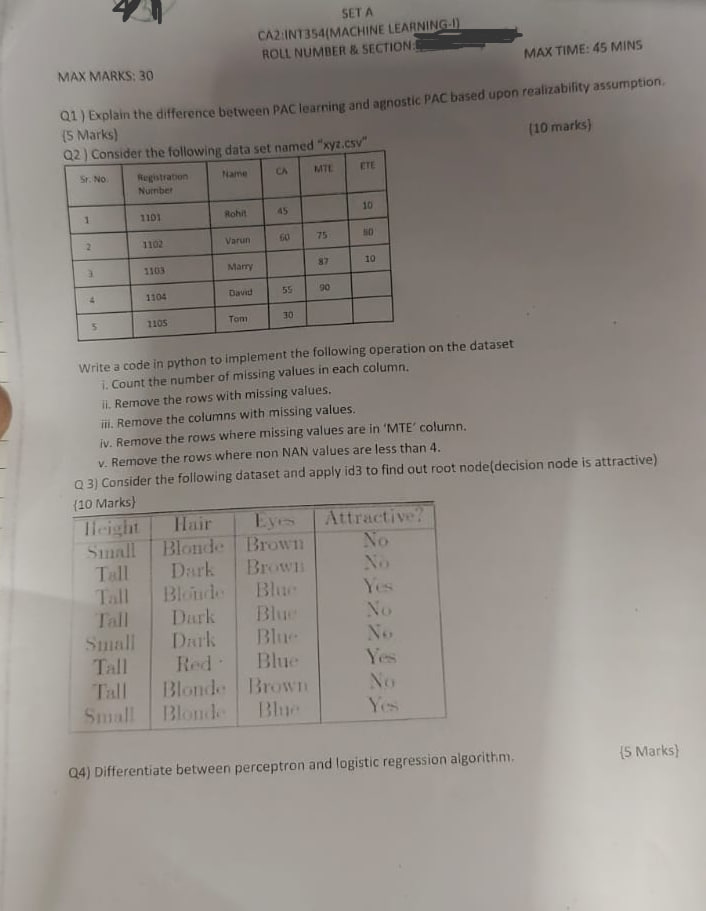 SET A
CA2:INT354(MACHINE LEARNING-I)
ROLL NUMBER & SECTION:
MAX MARKS: 30 MAX TIME: 45 MINS
Q1 ) Explain the difference between PAC learning and agnostic PAC based upon realizability assumption.
{5 Marks}
Q2 ) Consider the following data set named "xyz.csv" {10 marks}
Sr. No. Registration Number Name CA MTE ETE
1 1101 Rohit 45 10
2 1102 Varun 60 75 80
3 1103 Marry 87 10
4 1104 David 55 90
5 1105 Tom 30
Write a code in python to implement the following operation on the dataset
i. Count the number of missing values in each column.
ii. Remove the rows with missing values.
iii. Remove the columns with missing values.
iv. Remove the rows where missing values are in 'MTE' column.
v. Remove the rows where non NAN values are less than 4.
Q 3) Consider the following dataset and apply id3 to find out root node(decision node is attractive)
{10 Marks}
Height Hair Eyes Attractive?
Small Blonde Brown No
Tall Dark Brown No
Tall Blonde Blue Yes
Tall Dark Blue No
Small Dark Blue No
Tall Red Blue Yes
Tall Blonde Brown No
Small Blonde Blue Yes
Q4) Differentiate between perceptron and logistic regression algorithm. {5 Marks}